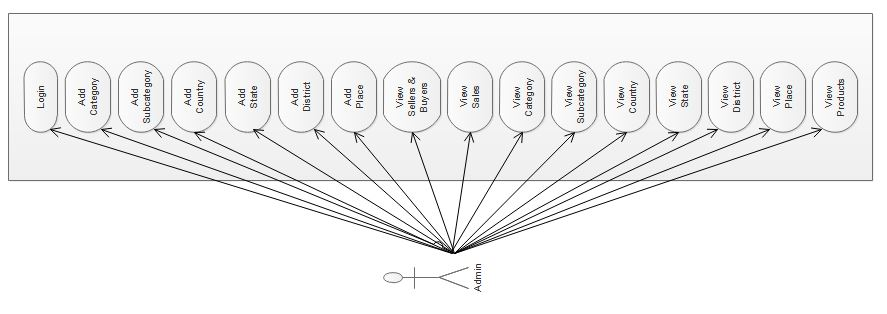 Login
Add
Category
Add
Subcategory
Add
Country
Add
State
Add
District
Add
Place
View
Sellers &
Buyers
View
Sales
View
Category
View
Subcategory
View
Country
View
State
View
District
View
Place
View
Products
Admin